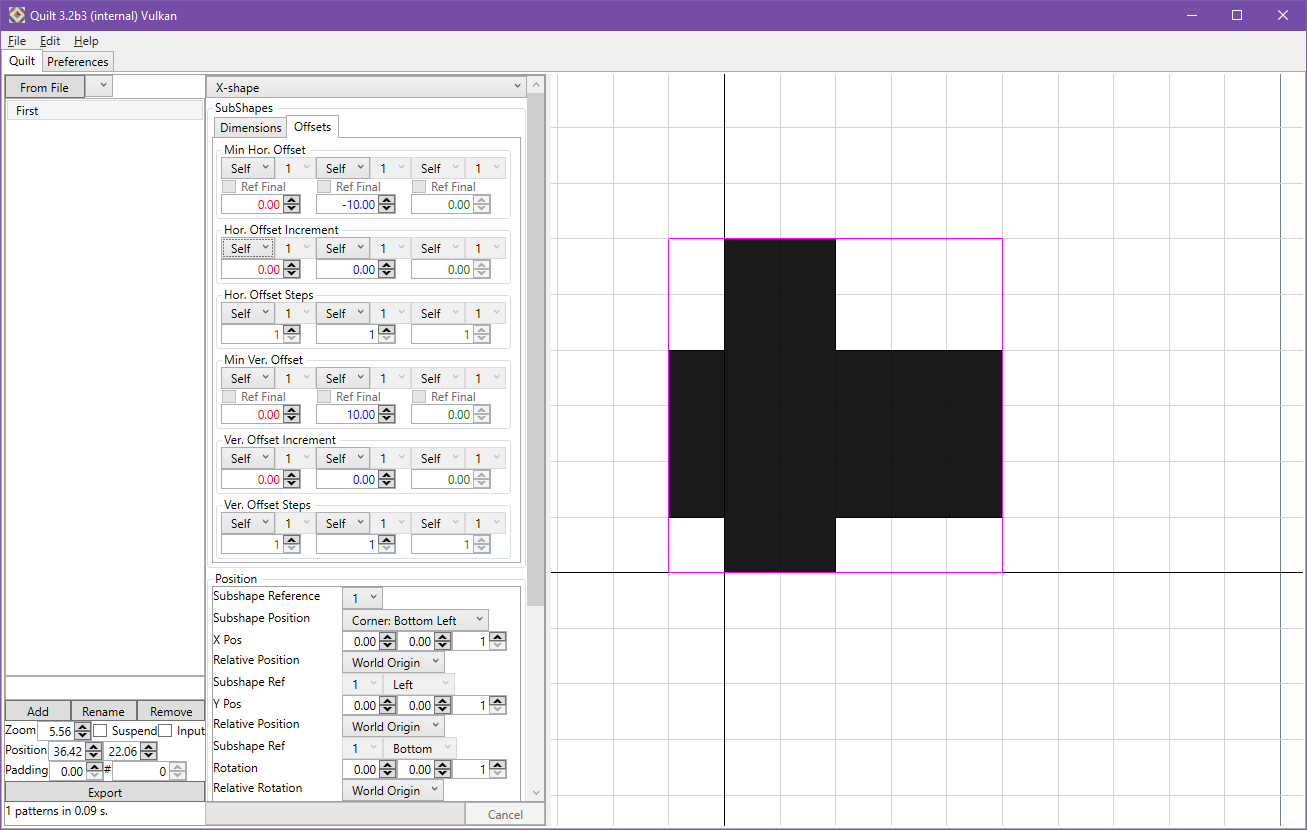 Quilt 3.2b3 (internal) Vulkan
File Edit Help
Quilt Preferences
From File
First
X-shape
SubShapes
Dimensions Offsets
Min Hor. Offset
Self 1 Self 1 Self 1
Ref Final Ref Final Ref Final
0.00 -10.00 0.00
Hor. Offset Increment
Self 1 Self 1 Self 1
0.00 0.00 0.00
Hor. Offset Steps
Self 1 Self 1 Self 1
1 1 1
Min Ver. Offset
Self 1 Self 1 Self 1
Ref Final Ref Final Ref Final
0.00 10.00 0.00
Ver. Offset Increment
Self 1 Self 1 Self 1
0.00 0.00 0.00
Ver. Offset Steps
Self 1 Self 1 Self 1
1 1 1
Position
Subshape Reference 1
Subshape Position Corner: Bottom Left
X Pos 0.00 0.00 1
Relative Position World Origin
Subshape Ref 1 Left
Y Pos 0.00 0.00 1
Relative Position World Origin
Subshape Ref 1 Bottom
Rotation 0.00 0.00 1
Relative Rotation World Origin
Cancel
Add Rename Remove
Zoom 5.56 Suspend Input
Position 36.42 22.06
Padding 0.00 # 0
Export
1 patterns in 0.09 s.